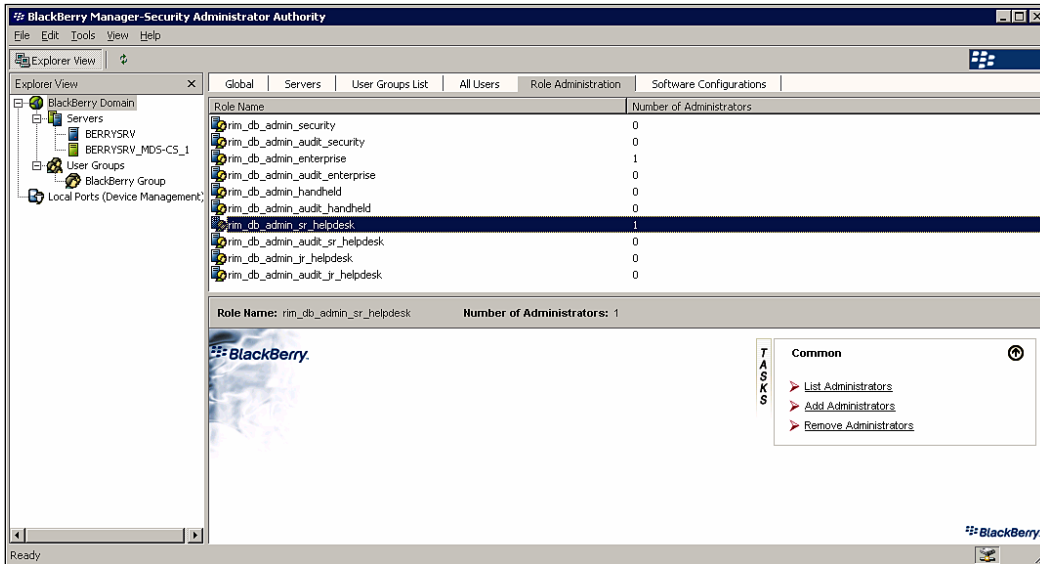 BlackBerry Manager-Security Administrator Authority
File Edit Tools View Help
Explorer View
Explorer View
BlackBerry Domain
Servers
BERRYSRV
BERRYSRV_MDS-CS_1
User Groups
BlackBerry Group
Local Ports (Device Management)
Global Servers User Groups List All Users Role Administration Software Configurations
Role Name Number of Administrators
rim_db_admin_security 0
rim_db_admin_audit_security 0
rim_db_admin_enterprise 1
rim_db_admin_audit_enterprise 0
rim_db_admin_handheld 0
rim_db_admin_audit_handheld 0
rim_db_admin_sr_helpdesk 1
rim_db_admin_audit_sr_helpdesk 0
rim_db_admin_jr_helpdesk 0
rim_db_admin_audit_jr_helpdesk 0
Role Name: rim_db_admin_sr_helpdesk Number of Administrators: 1
BlackBerry.
TASKS
Common
List Administrators
Add Administrators
Remove Administrators
BlackBerry.
Ready